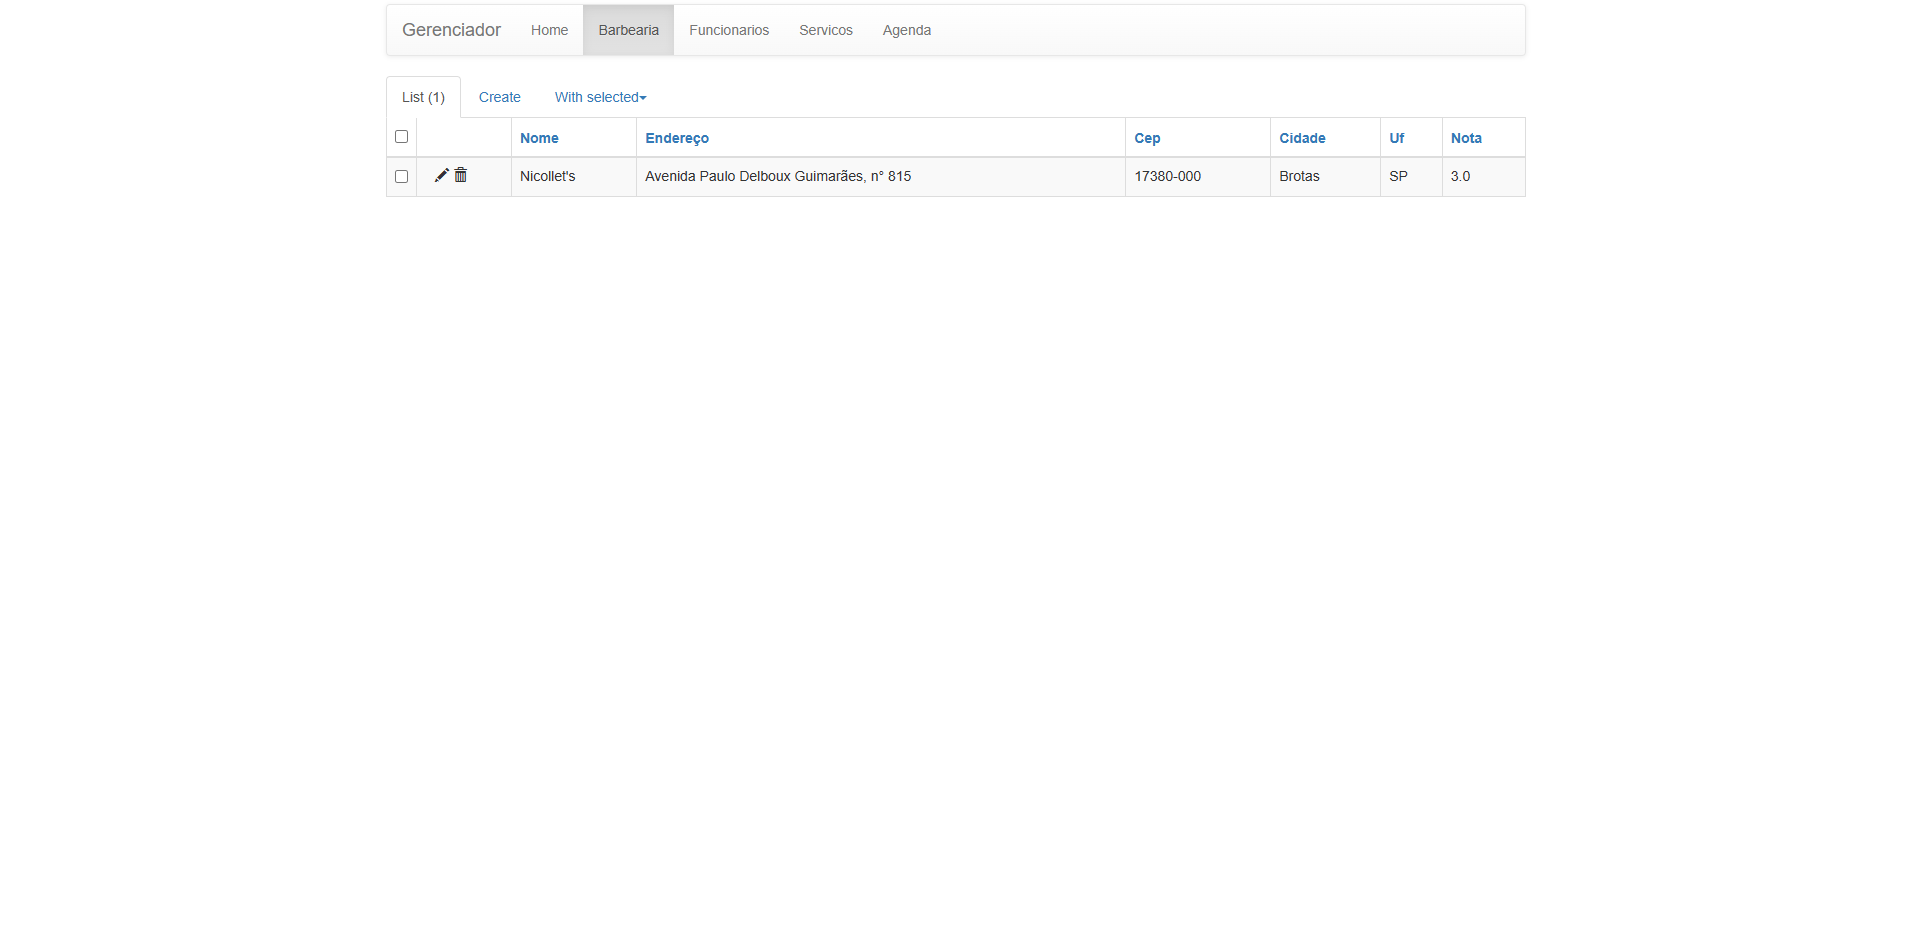 Gerenciador Home Barbearia Funcionarios Servicos Agenda
List (1) Create With selected
Nome Endereço Cep Cidade Uf Nota
Nicollet's Avenida Paulo Delboux Guimarães, n° 815 17380-000 Brotas SP 3.0